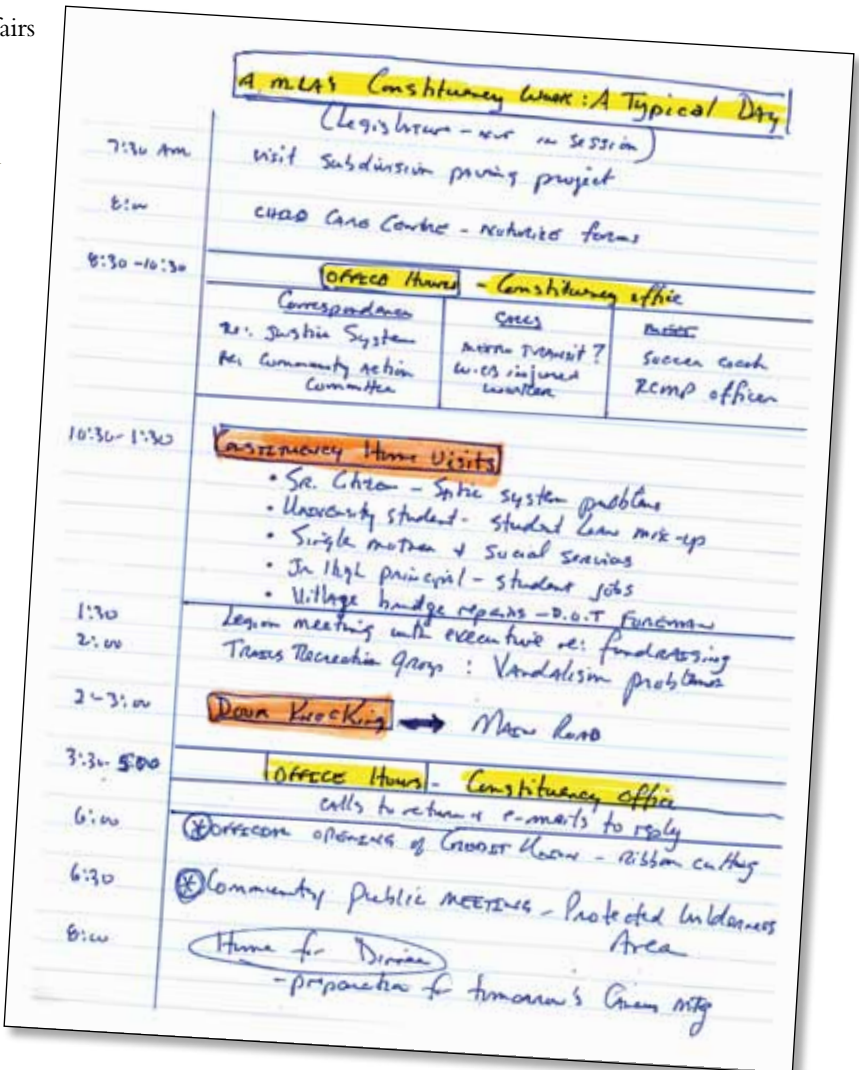 fairs
A MLA's Constituency Work: A Typical Day
(Legislature - not in session)
7:30 AM visit subdivision paving project
8:00 CHILD CARE Centre - notorize forms
8:30-10:30 OFFICE Hours - Constituency office
Correspondence CALLS MEET
Re: Justice System METRO TRANSIT? Soccer coach
Re: Community Action Committee W.C.B injured worker RCMP officer
10:30-1:30 CONSTITUENCY Home Visits
• Sr. Citizen - Septic system problems
• University student - student loan mix-up
• Single mother & social services
• Jr High principal - student jobs
• Village bridge repairs - D.O.T FOREMAN
1:30 Legion meeting with executive re: fundraising
2:00 TRAILS Recreation group: Vandalism problems
2-3:00 Door Knocking ↔ MAIN ROAD
3:30-5:00 OFFICE Hours - Constituency office
calls to return & e-mails to reply
6:00 * OFFICIAL OPENING of CREDIT UNION - Ribbon cutting
6:30 * Community Public MEETING - Protected Wilderness
Area
8:00 Home for Dinner
- preparation for tomorrow's Caucus mtg